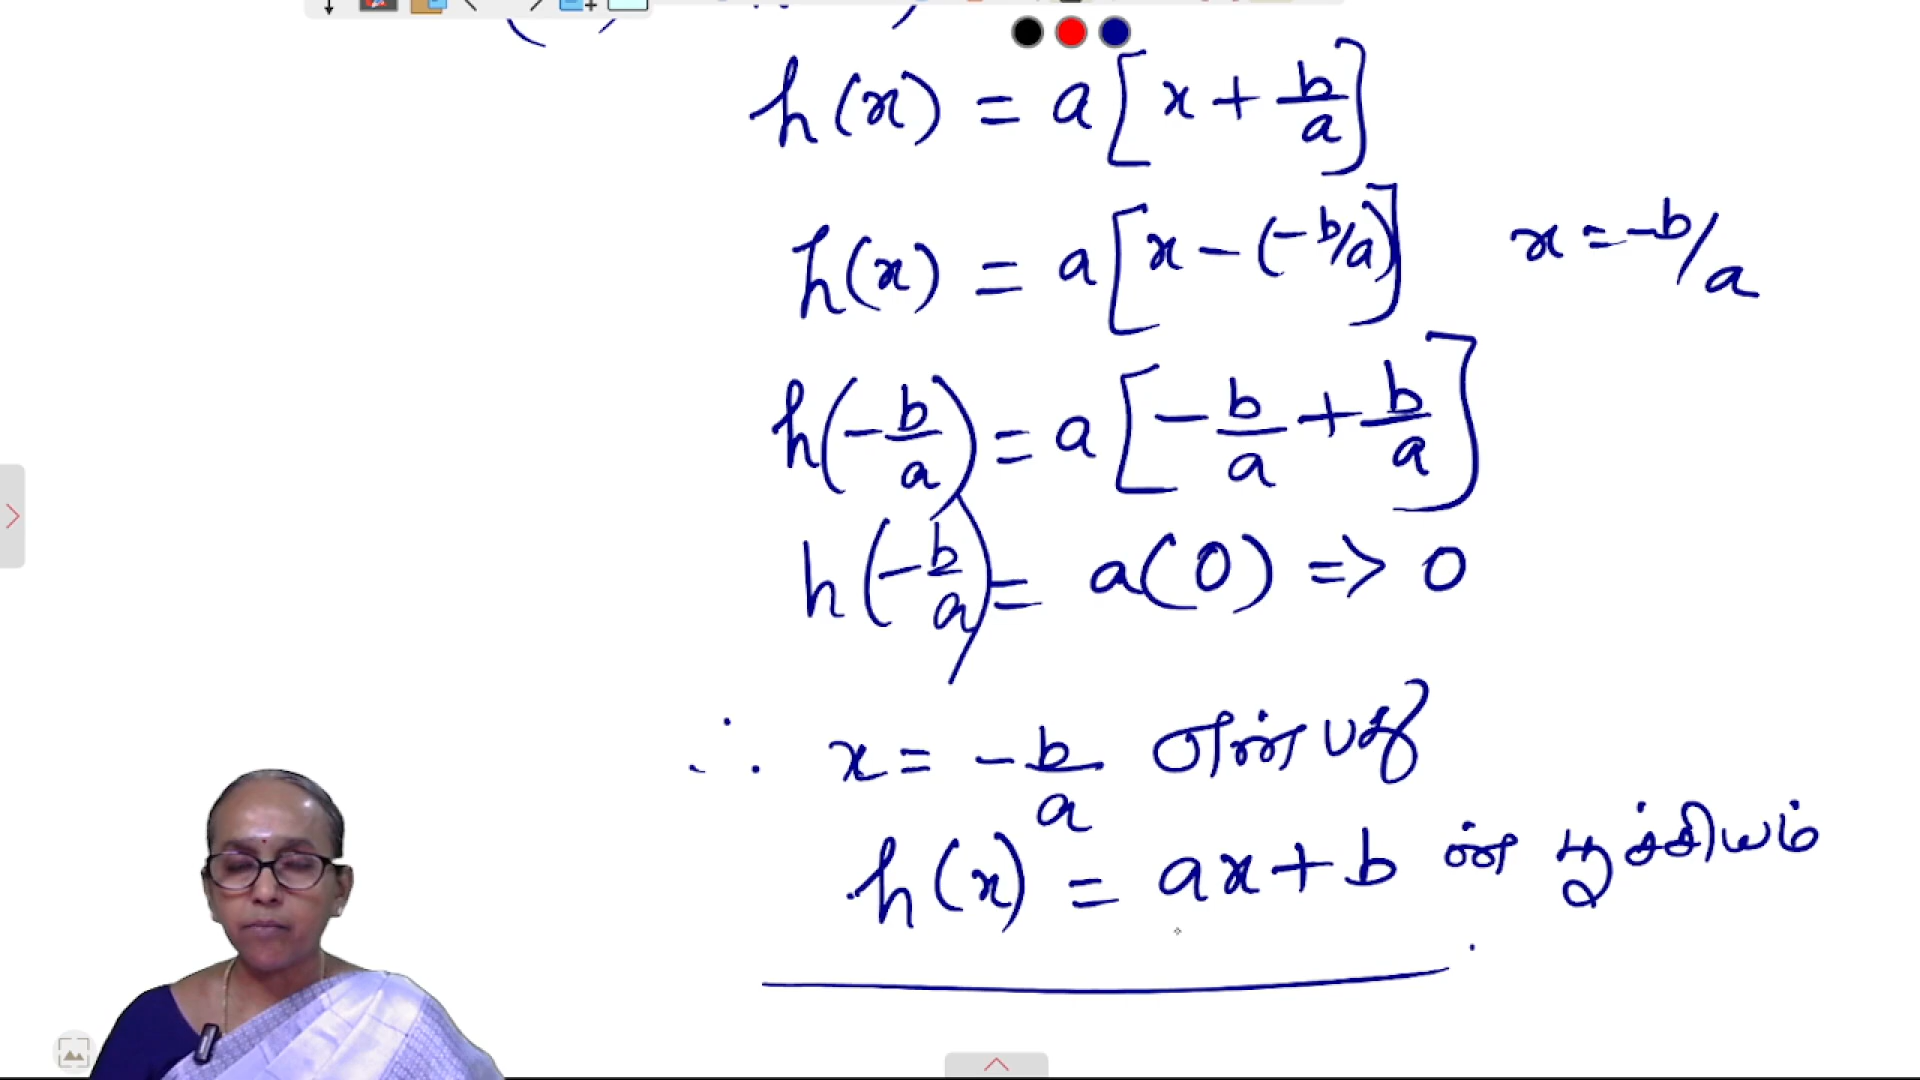 h(x) = a[x + b/a]
h(x) = a[x - (-b/a)] x = -b/a
h(-b/a) = a[-b/a + b/a]
h(-b/a) = a(0) => 0
∴ x = -b/a என்பது
h(x) = ax + b ன் பூச்சியம்